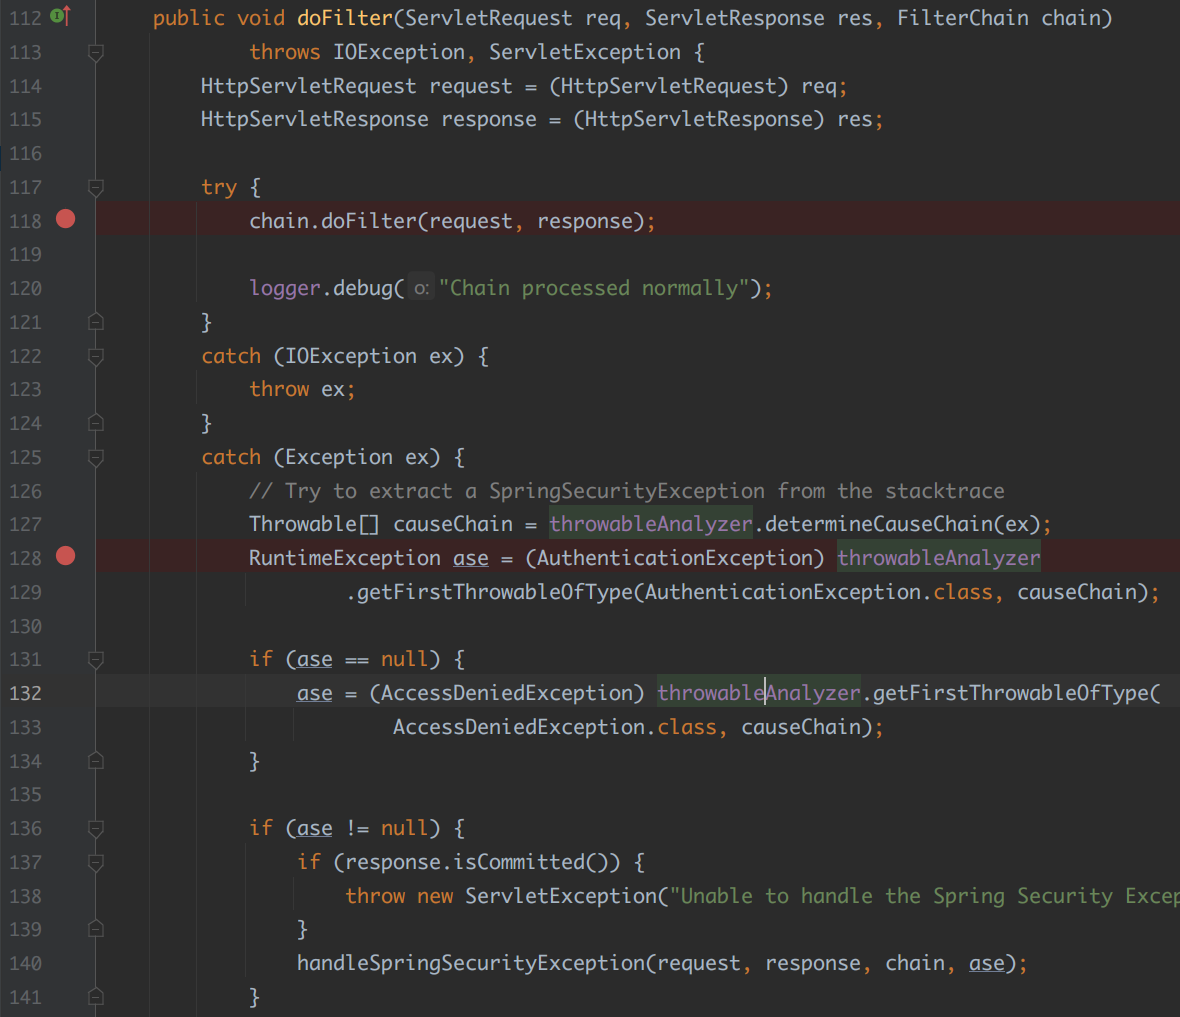 112 public void doFilter(ServletRequest req, ServletResponse res, FilterChain chain)
113 throws IOException, ServletException {
114 HttpServletRequest request = (HttpServletRequest) req;
115 HttpServletResponse response = (HttpServletResponse) res;
116
117 try {
118 chain.doFilter(request, response);
119
120 logger.debug( o: "Chain processed normally");
121 }
122 catch (IOException ex) {
123 throw ex;
124 }
125 catch (Exception ex) {
126 // Try to extract a SpringSecurityException from the stacktrace
127 Throwable[] causeChain = throwableAnalyzer.determineCauseChain(ex);
128 RuntimeException ase = (AuthenticationException) throwableAnalyzer
129 .getFirstThrowableOfType(AuthenticationException.class, causeChain);
130
131 if (ase == null) {
132 ase = (AccessDeniedException) throwableAnalyzer.getFirstThrowableOfType(
133 AccessDeniedException.class, causeChain);
134 }
135
136 if (ase != null) {
137 if (response.isCommitted()) {
138 throw new ServletException("Unable to handle the Spring Security Excep
139 }
140 handleSpringSecurityException(request, response, chain, ase);
141 }